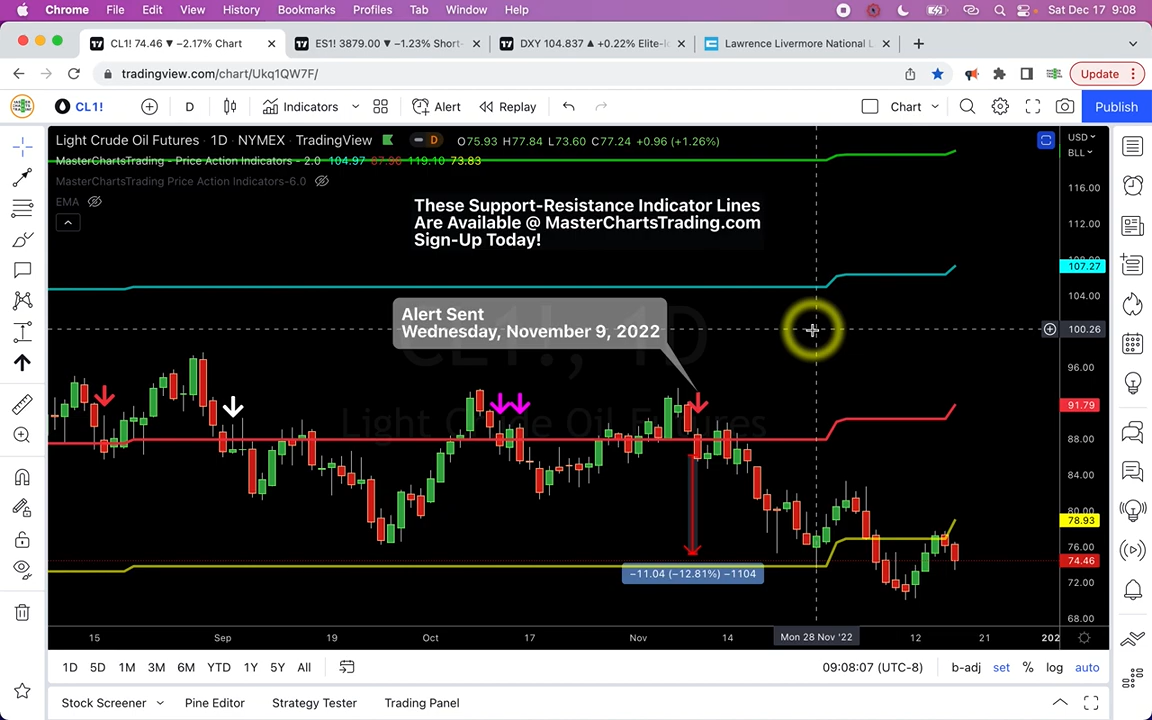 Chrome File Edit View History Bookmarks Profiles Tab Window Help Sat Dec 17 9:08
CL1! 74.46 ▼ −2.17% Chart
ES1! 3879.00 ▼ −1.23% Short-
DXY 104.837 ▲ +0.22% Elite-
Lawrence Livermore National L
tradingview.com/chart/Ukq1QW7F/
Update
CL1! D Indicators Alert Replay Chart Publish
Light Crude Oil Futures · 1D · NYMEX · TradingView D O75.93 H77.84 L73.60 C77.24 +0.96 (+1.26%)
MasterChartsTrading - Price Action Indicators - 2.0 104.97 87.96 119.10 73.83
MasterChartsTrading Price Action Indicators-6.0
EMA
USD
BLL
These Support-Resistance Indicator Lines
Are Available @ MasterChartsTrading.com
Sign-Up Today!
Alert Sent
Wednesday, November 9, 2022
CL1!, 1D
Light Crude Oil Futures
−11.04 (−12.81%) −1104
116.00
112.00
107.27
104.00
100.26
96.00
91.79
88.00
84.00
80.00
78.93
76.00
74.46
72.00
68.00
15 Sep 19 Oct 17 Nov 14 Mon 28 Nov '22 12 21 202
1D 5D 1M 3M 6M YTD 1Y 5Y All 09:08:07 (UTC-8) b-adj set % log auto
Stock Screener Pine Editor Strategy Tester Trading Panel